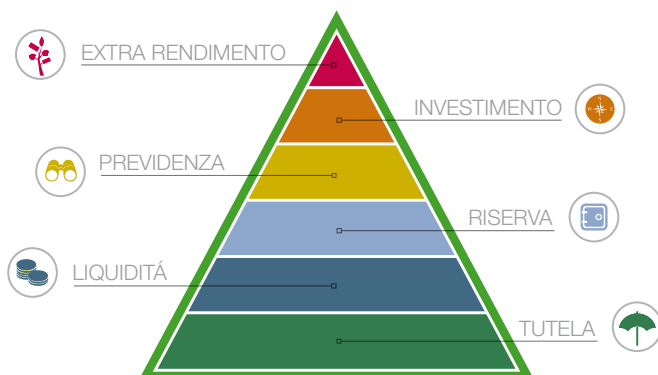 EXTRA RENDIMENTO
INVESTIMENTO
PREVIDENZA
RISERVA
LIQUIDITÁ
TUTELA